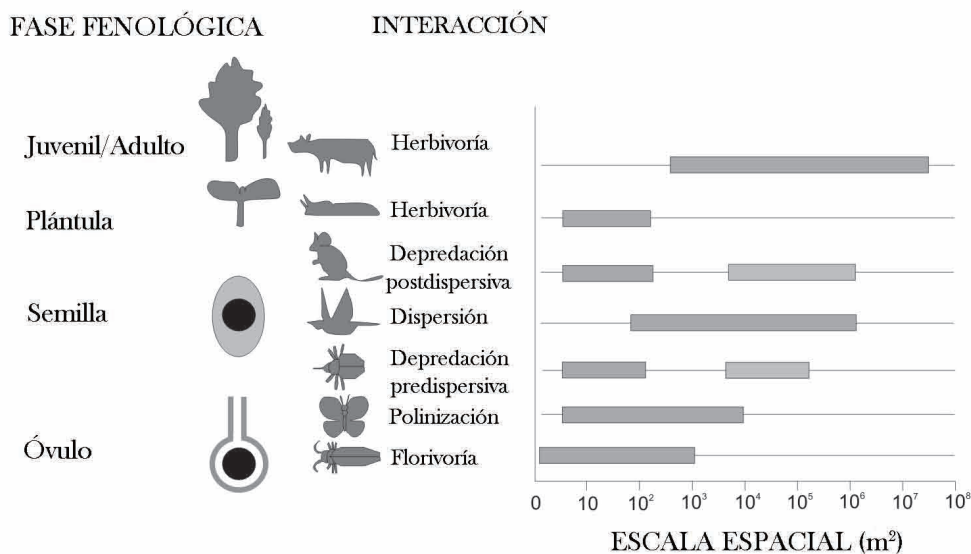 FASE FENOLÓGICA
INTERACCIÓN
Juvenil/Adulto
Herbivoría
Plántula
Herbivoría
Depredación
postdispersiva
Semilla
Dispersión
Depredación
predispersiva
Polinización
Óvulo
Florivoría
0 10 10² 10³ 10⁴ 10⁵ 10⁶ 10⁷ 10⁸
ESCALA ESPACIAL (m²)